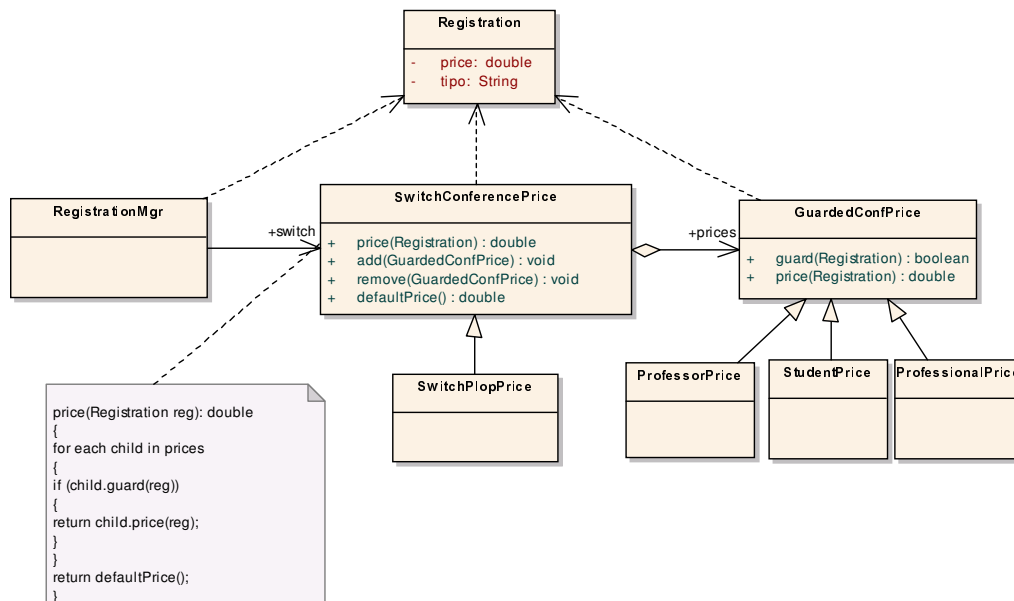 Registration
- price: double
- tipo: String
RegistrationMgr
+switch
SwitchConferencePrice
+ price(Registration) : double
+ add(GuardedConfPrice) : void
+ remove(GuardedConfPrice) : void
+ defaultPrice() : double
+prices
GuardedConfPrice
+ guard(Registration) : boolean
+ price(Registration) : double
SwitchPlopPrice
ProfessorPrice
StudentPrice
ProfessionalPrice
price(Registration reg): double
{
for each child in prices
{
if (child.guard(reg))
{
return child.price(reg);
}
}
return defaultPrice();
}